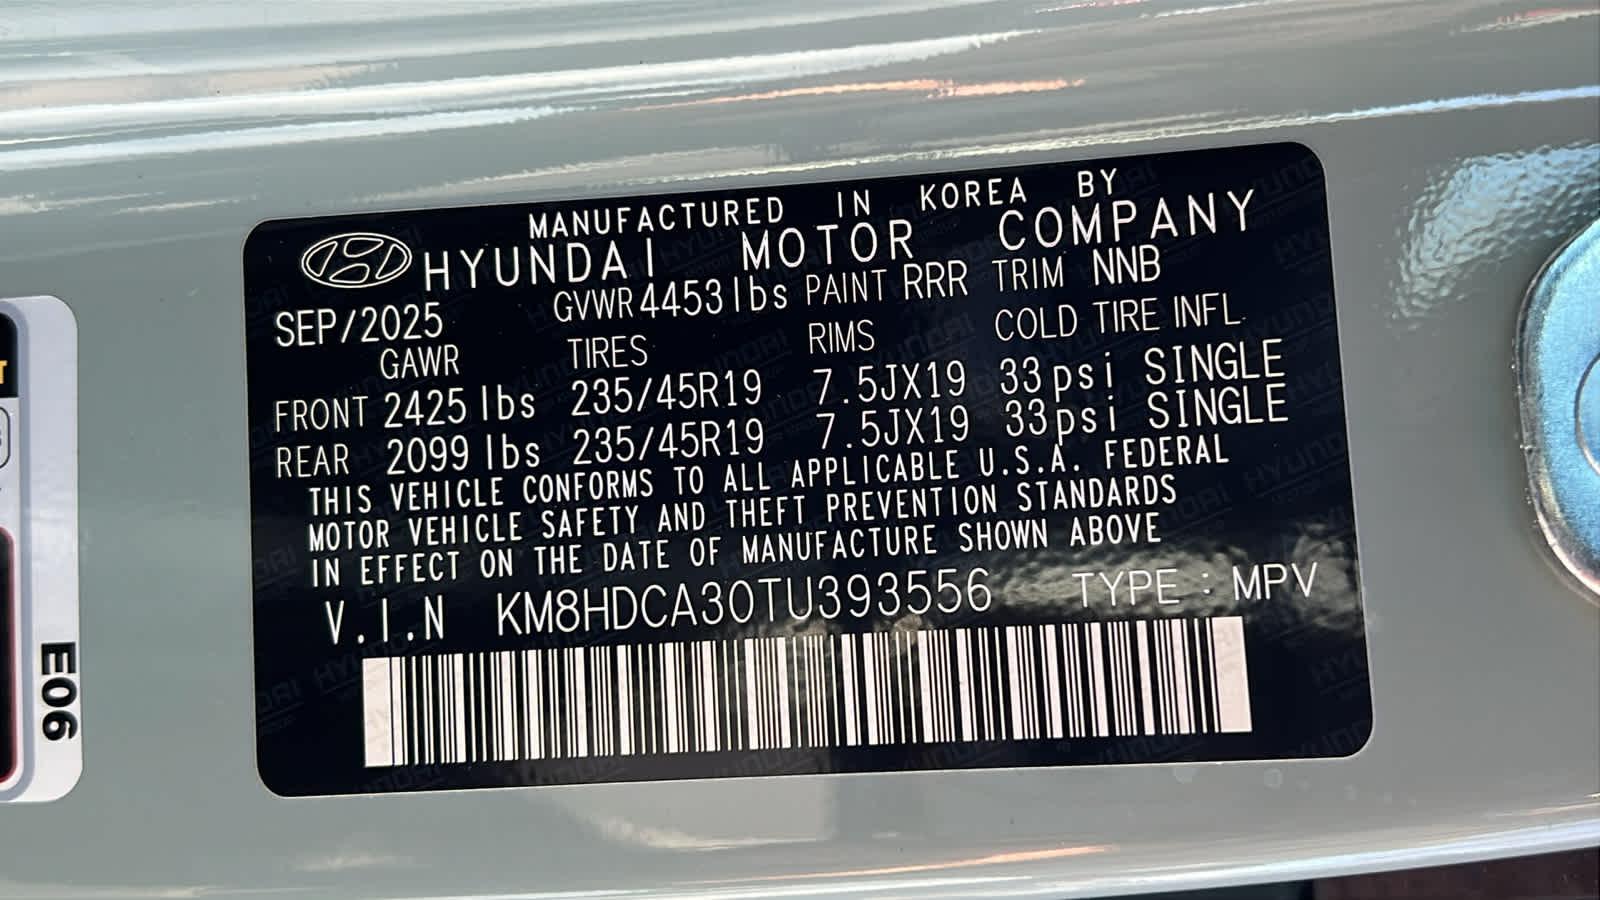 MANUFACTURED IN KOREA BY
HYUNDAI MOTOR COMPANY
SEP/2025 GVWR 4453 lbs PAINT RRR TRIM NNB
GAWR TIRES RIMS COLD TIRE INFL.
FRONT 2425 lbs 235/45R19 7.5JX19 33psi SINGLE
REAR 2099 lbs 235/45R19 7.5JX19 33psi SINGLE
THIS VEHICLE CONFORMS TO ALL APPLICABLE U.S.A. FEDERAL
MOTOR VEHICLE SAFETY AND THEFT PREVENTION STANDARDS
IN EFFECT ON THE DATE OF MANUFACTURE SHOWN ABOVE
V.I.N KM8HDCA30TU393556 TYPE : MPV
E06